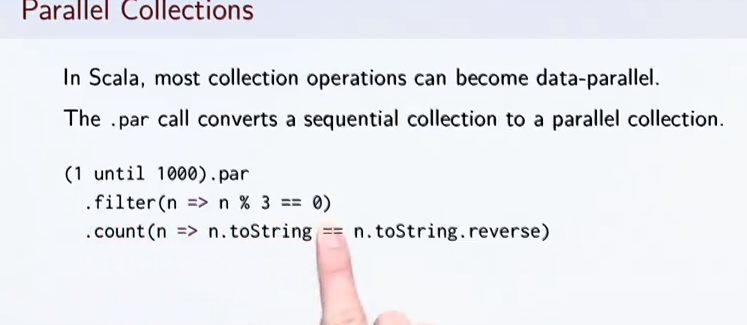 Parallel Collections
In Scala, most collection operations can become data-parallel.
The .par call converts a sequential collection to a parallel collection.
(1 until 1000).par
.filter(n => n % 3 == 0)
.count(n => n.toString == n.toString.reverse)